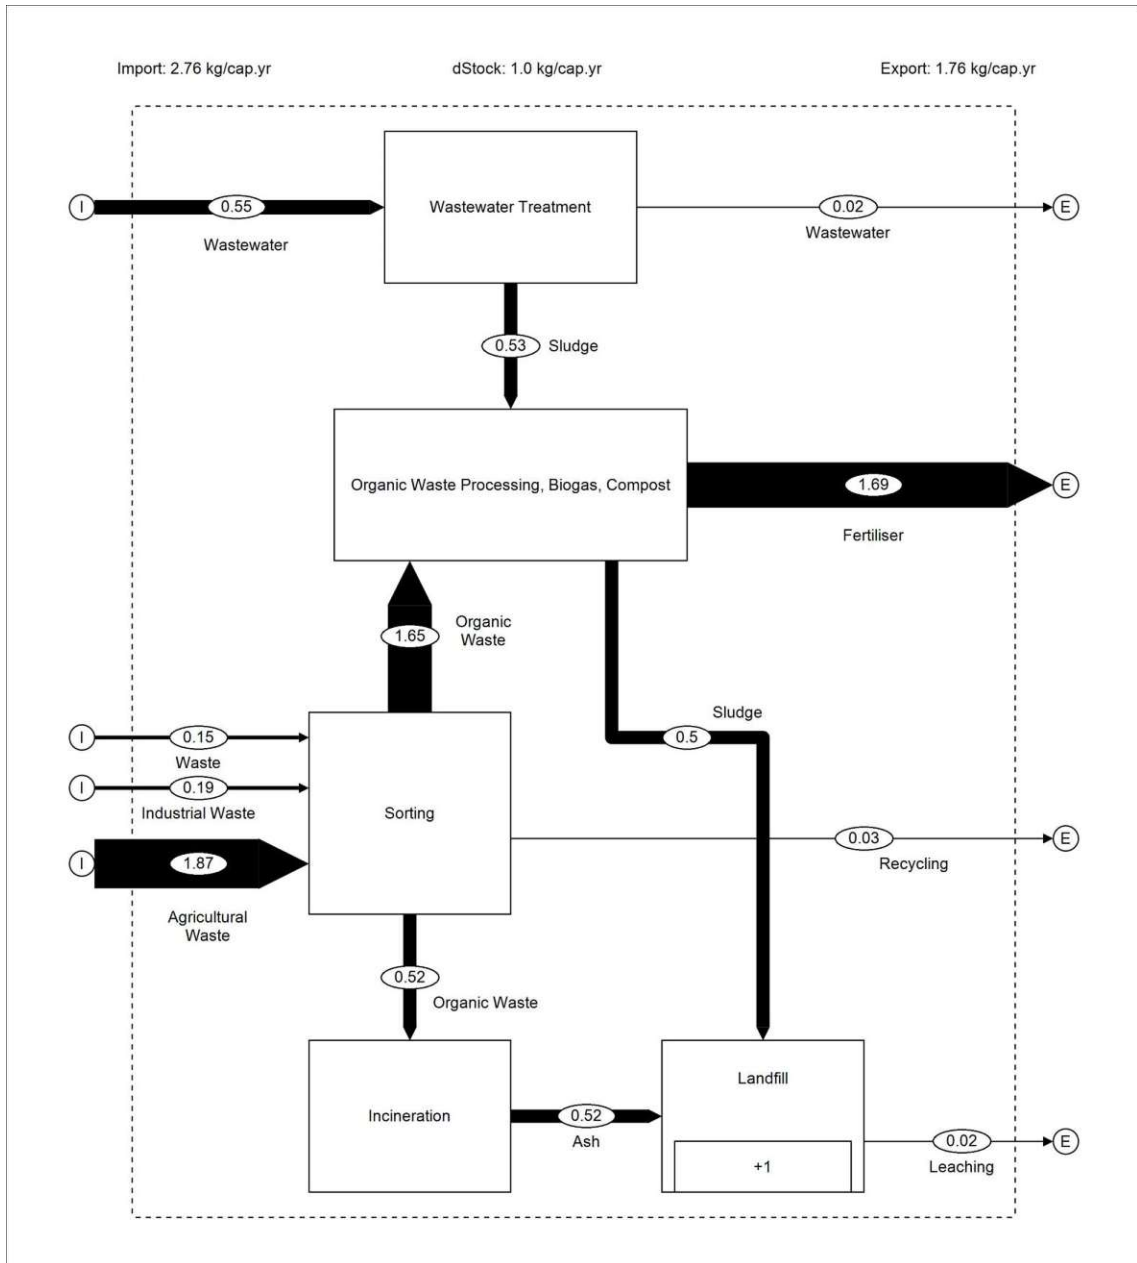 Import: 2.76 kg/cap.yr
dStock: 1.0 kg/cap.yr
Export: 1.76 kg/cap.yr
Wastewater Treatment
I
0.55
Wastewater
0.02
Wastewater
E
0.53
Sludge
Organic Waste Processing, Biogas, Compost
1.69
Fertiliser
E
1.65
Organic
Waste
Sludge
0.5
I
0.15
Waste
I
0.19
Industrial Waste
I
1.87
Agricultural
Waste
Sorting
0.03
Recycling
E
0.52
Organic Waste
Incineration
0.52
Ash
Landfill
+1
0.02
Leaching
E